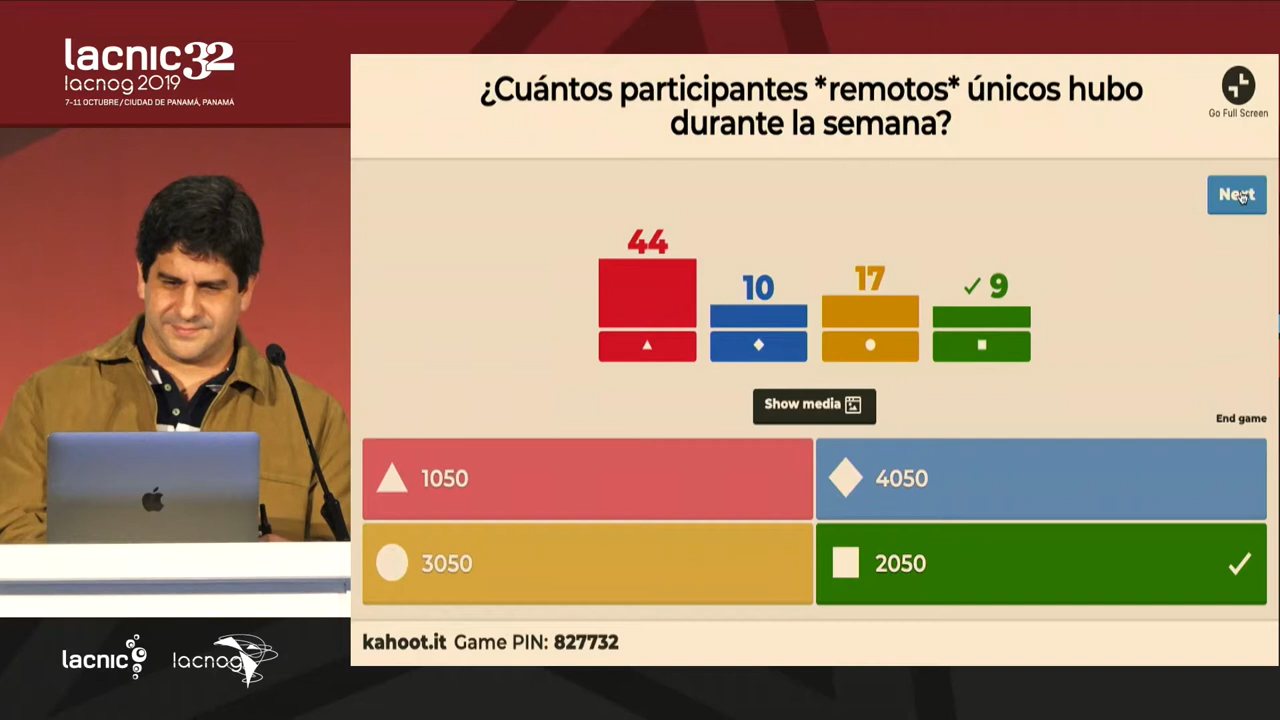 lacnic 32
lacnog 2019
7-11 OCTUBRE / CIUDAD DE PANAMÁ, PANAMÁ
¿Cuántos participantes *remotos* únicos hubo
durante la semana?
Go Full Screen
Next
44
10
17
9
Show media
End game
1050
4050
3050
2050
kahoot.it Game PIN: 827732
lacnic
lacnog